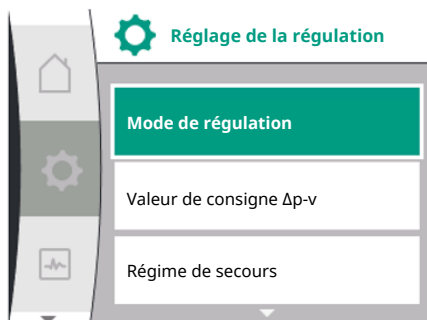 Réglage de la régulation
Mode de régulation
Valeur de consigne Δp-v
Régime de secours